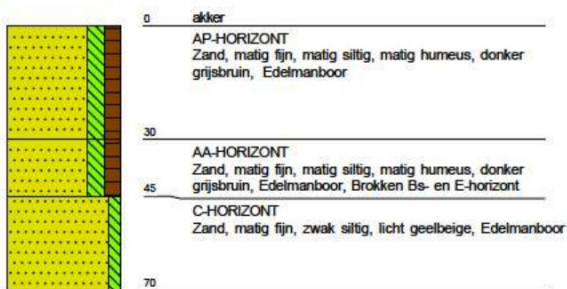 0 akker
AP-HORIZONT
Zand, matig fijn, matig siltig, matig humeus, donker
grijsbruin, Edelmanboor
30
AA-HORIZONT
Zand, matig fijn, matig siltig, matig humeus, donker
grijsbruin, Edelmanboor, Brokken Bs- en E-horizont
45
C-HORIZONT
Zand, matig fijn, zwak siltig, licht geelbeige, Edelmanboor
70